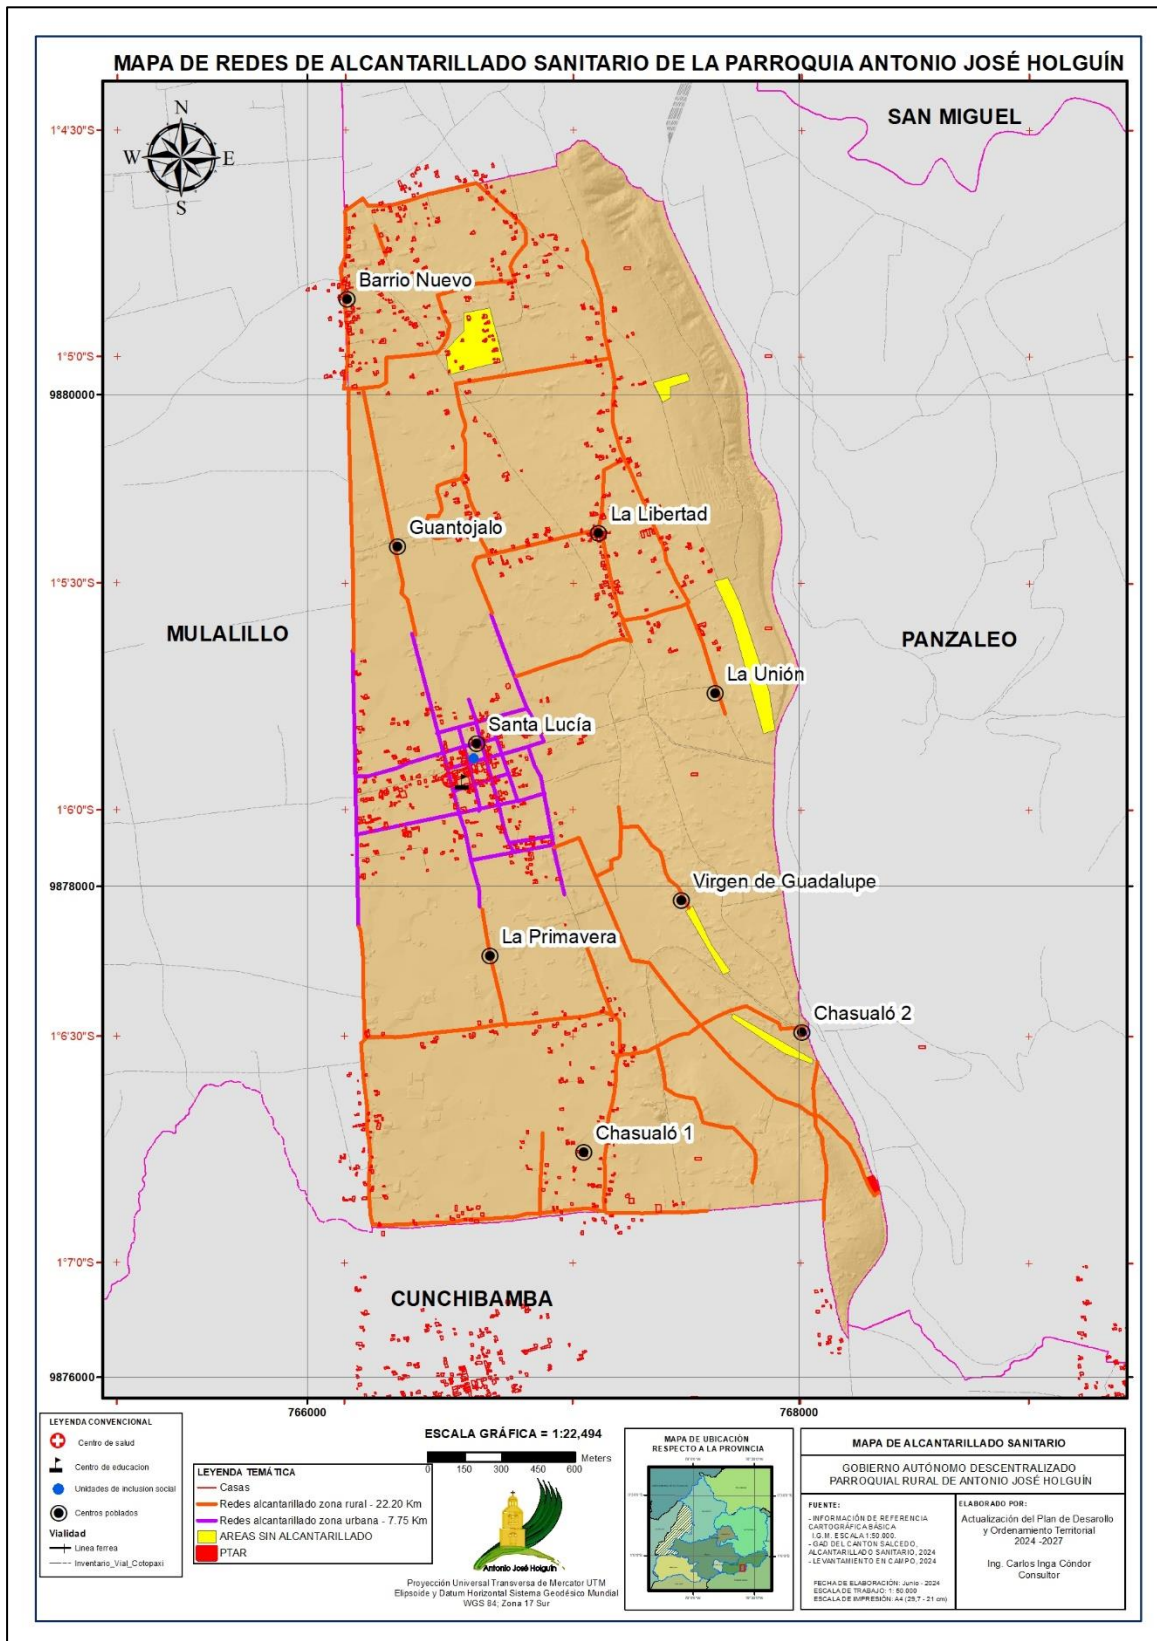 MAPA DE REDES DE ALCANTARILLADO SANITARIO DE LA PARROQUIA ANTONIO JOSÉ HOLGUÍN
SAN MIGUEL
1°4'30"S
N
W E
S
Barrio Nuevo
1°5'0"S
9880000
La Libertad
Guantojalo
1°5'30"S
MULALILLO
PANZALEO
La Unión
Santa Lucía
1°6'0"S
Virgen de Guadalupe
9878000
La Primavera
Chasualó 2
1°6'30"S
Chasualó 1
1°7'0"S
CUNCHIBAMBA
9876000
766000 768000
LEYENDA CONVENCIONAL
Centro de salud
Centro de educacion
Unidades de inclusion social
Centros poblados
Vialidad
Linea ferrea
Inventario_Vial_Cotopaxi
LEYENDA TEMÁTICA
Casas
Redes alcantarillado zona rural - 22.20 Km
Redes alcantarillado zona urbana - 7.75 Km
AREAS SIN ALCANTARILLADO
PTAR
ESCALA GRÁFICA = 1:22,494
Meters
0 150 300 450 600
Antonio José Holguín
Proyección Universal Transversa de Mercator UTM
Elipsoide y Datum Horizontal Sistema Geodésico Mundial
WGS 84; Zona 17 Sur
MAPA DE UBICACIÓN
RESPECTO A LA PROVINCIA
MAPA DE ALCANTARILLADO SANITARIO
GOBIERNO AUTÓNOMO DESCENTRALIZADO
PARROQUIAL RURAL DE ANTONIO JOSÉ HOLGUÍN
FUENTE:
- INFORMACIÓN DE REFERENCIA
CARTOGRÁFICA BÁSICA
I.G.M. ESCALA 1:50.000.
- GAD DEL CANTON SALCEDO,
ALCANTARILLADO SANITARIO, 2024
- LEVANTAMIENTO EN CAMPO, 2024
FECHA DE ELABORACIÓN: Junio - 2024
ESCALA DE TRABAJO: 1: 50.000
ESCALA DE IMPRESIÓN: A4 (29,7 - 21 cm)
ELABORADO POR:
Actualización del Plan de Desarollo
y Ordenamiento Territorial
2024 -2027
Ing. Carlos Inga Cóndor
Consultor